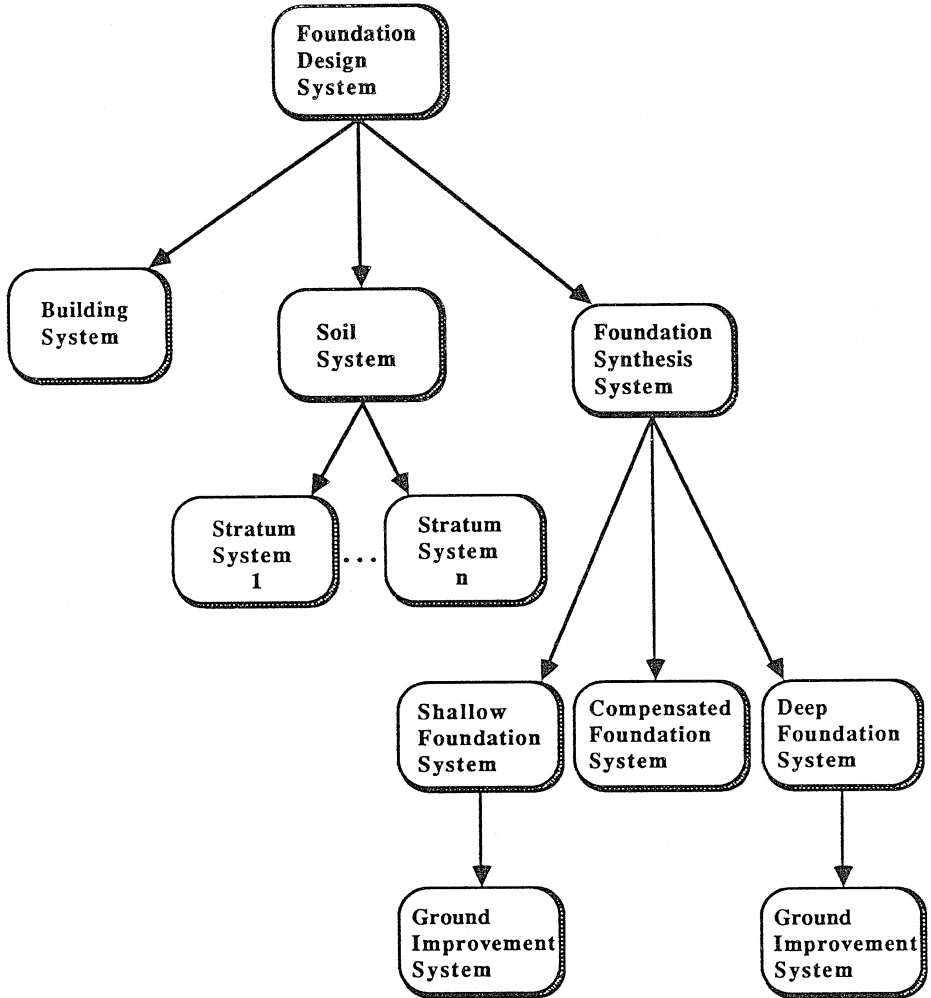 Foundation
Design
System
Building
System
Soil
System
Foundation
Synthesis
System
Stratum
System
1
...
Stratum
System
n
Shallow
Foundation
System
Compensated
Foundation
System
Deep
Foundation
System
Ground
Improvement
System
Ground
Improvement
System